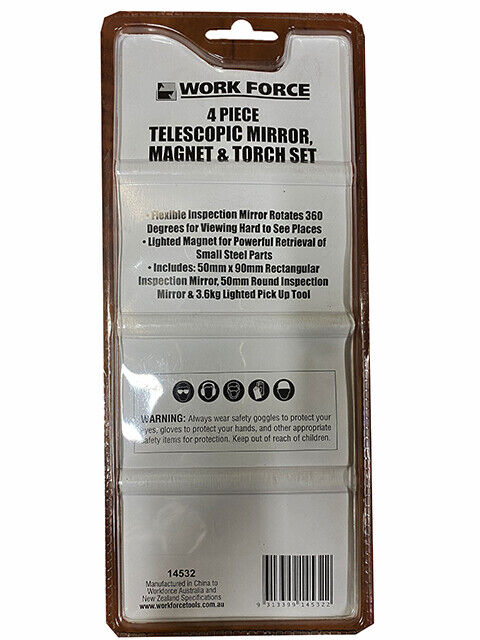 WORK FORCE
4 PIECE
TELESCOPIC MIRROR,
MAGNET & TORCH SET
• Flexible Inspection Mirror Rotates 360
Degrees for Viewing Hard to See Places
• Lighted Magnet for Powerful Retrieval of
Small Steel Parts
• Includes: 50mm x 90mm Rectangular
Inspection Mirror, 50mm Round Inspection
Mirror & 3.6kg Lighted Pick Up Tool
WARNING: Always wear safety goggles to protect your
eyes, gloves to protect your hands, and other appropriate
safety items for protection. Keep out of reach of children.
14532
Manufactured in China to
Workforce Australia and
New Zealand Specifications
www.workforcetools.com.au
9 313399 145322